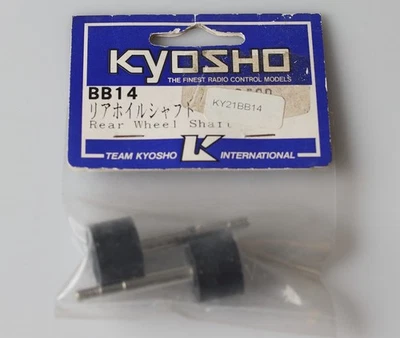 KYOSHO
THE FINEST RADIO CONTROL MODELS
BB14
KY21BB14
リアホイルシャフト
Rear Wheel Shaft
TEAM KYOSHO K INTERNATIONAL